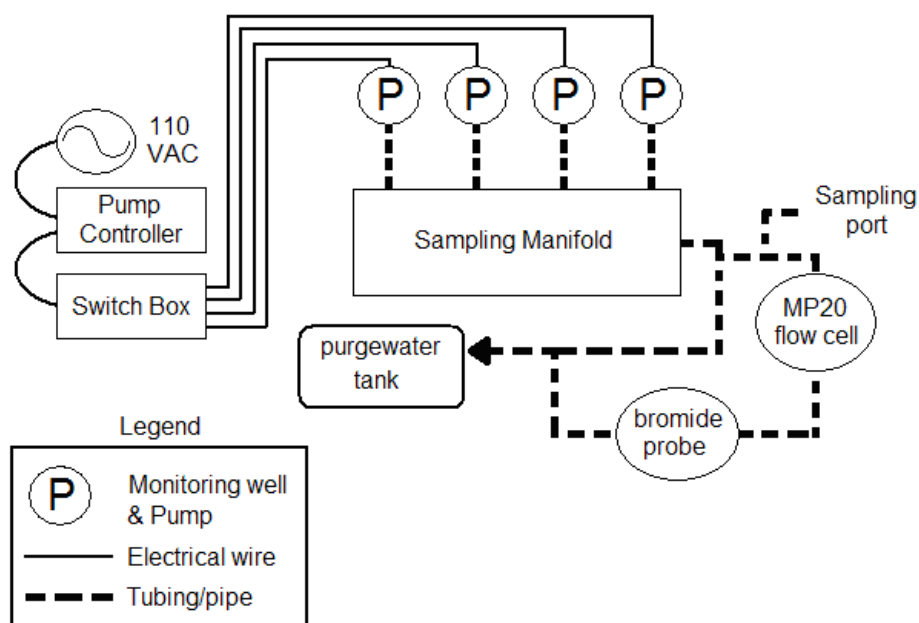 P
P
P
P
110
VAC
Pump
Controller
Switch Box
Sampling Manifold
Sampling
port
MP20
flow cell
purgewater
tank
bromide
probe
Legend
P
Monitoring well
& Pump
Electrical wire
Tubing/pipe